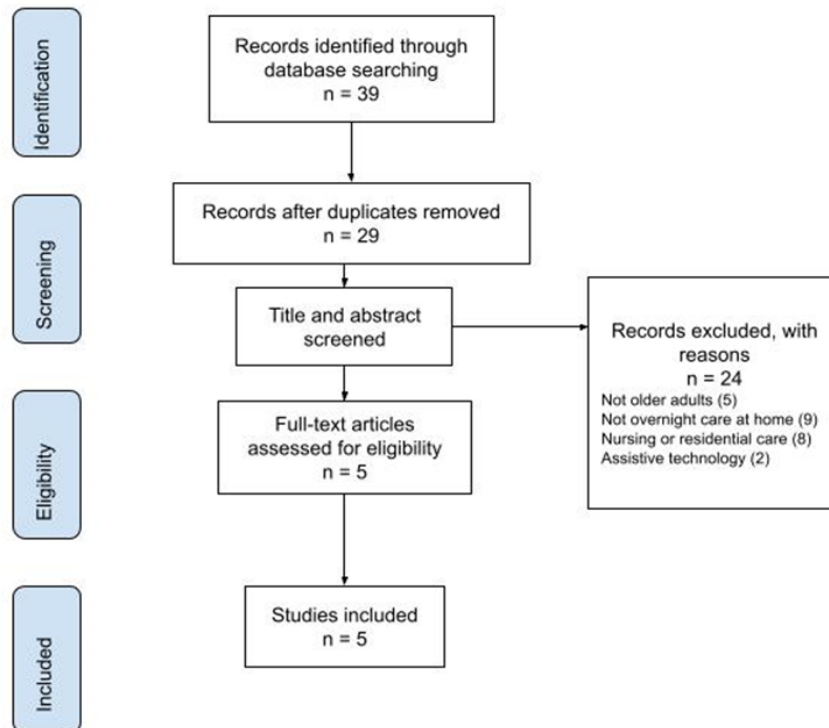 Identification
Records identified through
database searching
n = 39
Screening
Records after duplicates removed
n = 29
Title and abstract
screened
Records excluded, with
reasons
n = 24
Not older adults (5)
Not overnight care at home (9)
Nursing or residential care (8)
Assistive technology (2)
Eligibility
Full-text articles
assessed for eligibility
n = 5
Included
Studies included
n = 5